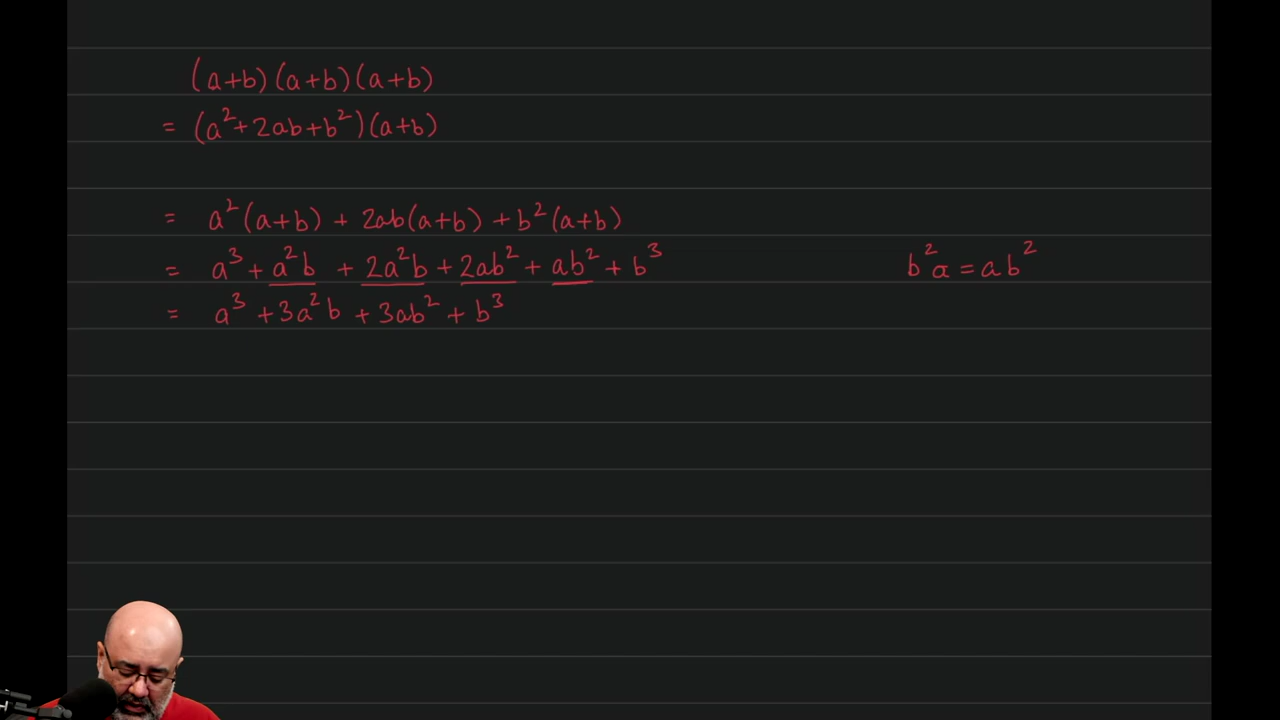 (a+b)(a+b)(a+b)
= (a²+2ab+b²)(a+b)
= a²(a+b) + 2ab(a+b) + b²(a+b)
= a³ + a²b + 2a²b + 2ab² + ab² + b³
b²a = ab²
= a³ + 3a²b + 3ab² + b³